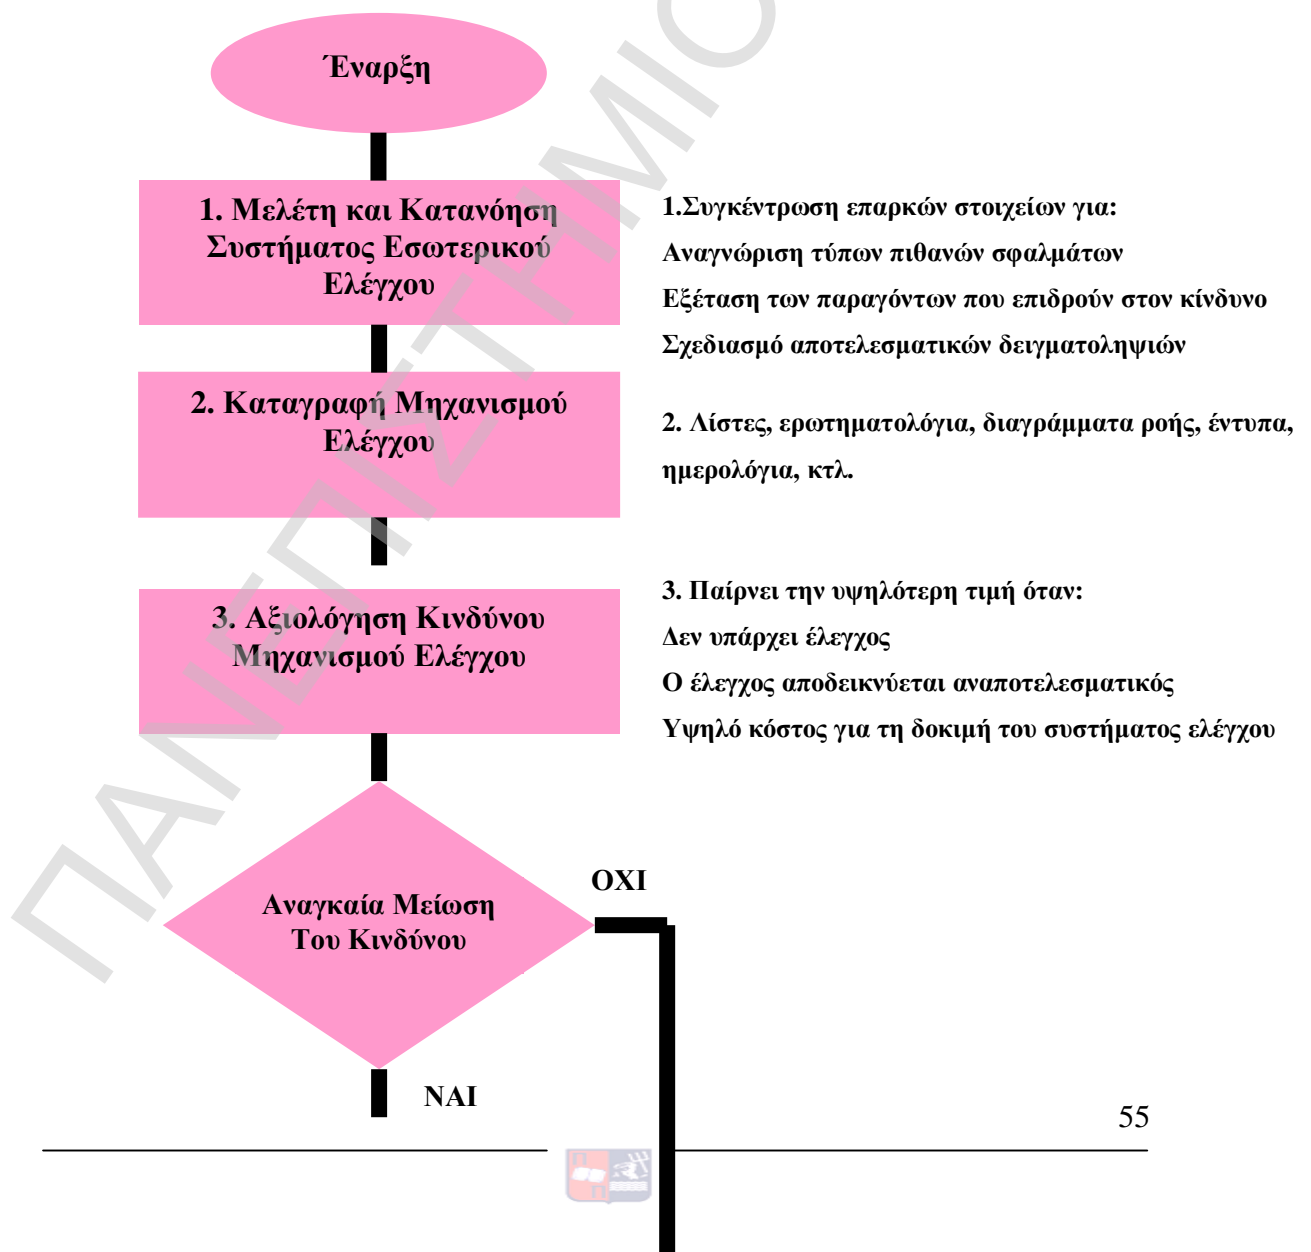 Έναρξη
1. Μελέτη και Κατανόηση
Συστήματος Εσωτερικού
Ελέγχου
1.Συγκέντρωση επαρκών στοιχείων για:
Αναγνώριση τύπων πιθανών σφαλμάτων
Εξέταση των παραγόντων που επιδρούν στον κίνδυνο
Σχεδιασμό αποτελεσματικών δειγματοληψιών
2. Καταγραφή Μηχανισμού
Ελέγχου
2. Λίστες, ερωτηματολόγια, διαγράμματα ροής, έντυπα,
ημερολόγια, κτλ.
3. Αξιολόγηση Κινδύνου
Μηχανισμού Ελέγχου
3. Παίρνει την υψηλότερη τιμή όταν:
Δεν υπάρχει έλεγχος
Ο έλεγχος αποδεικνύεται αναποτελεσματικός
Υψηλό κόστος για τη δοκιμή του συστήματος ελέγχου
Αναγκαία Μείωση
Του Κινδύνου
ΟΧΙ
ΝΑΙ
55
ΠΑΝΕΠΙΣΤΗΜΙΟ